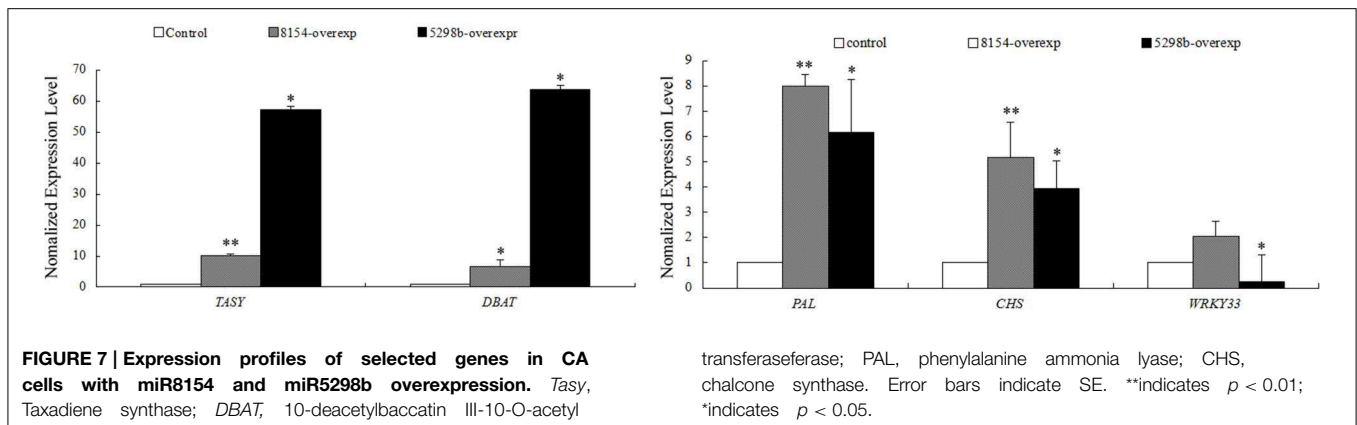 □Control ■8154-overexp ■5298b-overexpr
Nomalized Expression Level
70
60
50
40
30
20
10
0
**
*
*
*
TASY DBAT
□control □8154-overexp ■5298b-overexp
Nomalized Expression Level
9
8
7
6
5
4
3
2
1
0
**
*
**
*
*
PAL CHS WRKY33
FIGURE 7 | Expression profiles of selected genes in CA
cells with miR8154 and miR5298b overexpression. Tasy,
Taxadiene synthase; DBAT, 10-deacetylbaccatin III-10-O-acetyl
transferaseferase; PAL, phenylalanine ammonia lyase; CHS,
chalcone synthase. Error bars indicate SE. **indicates p < 0.01;
*indicates p < 0.05.